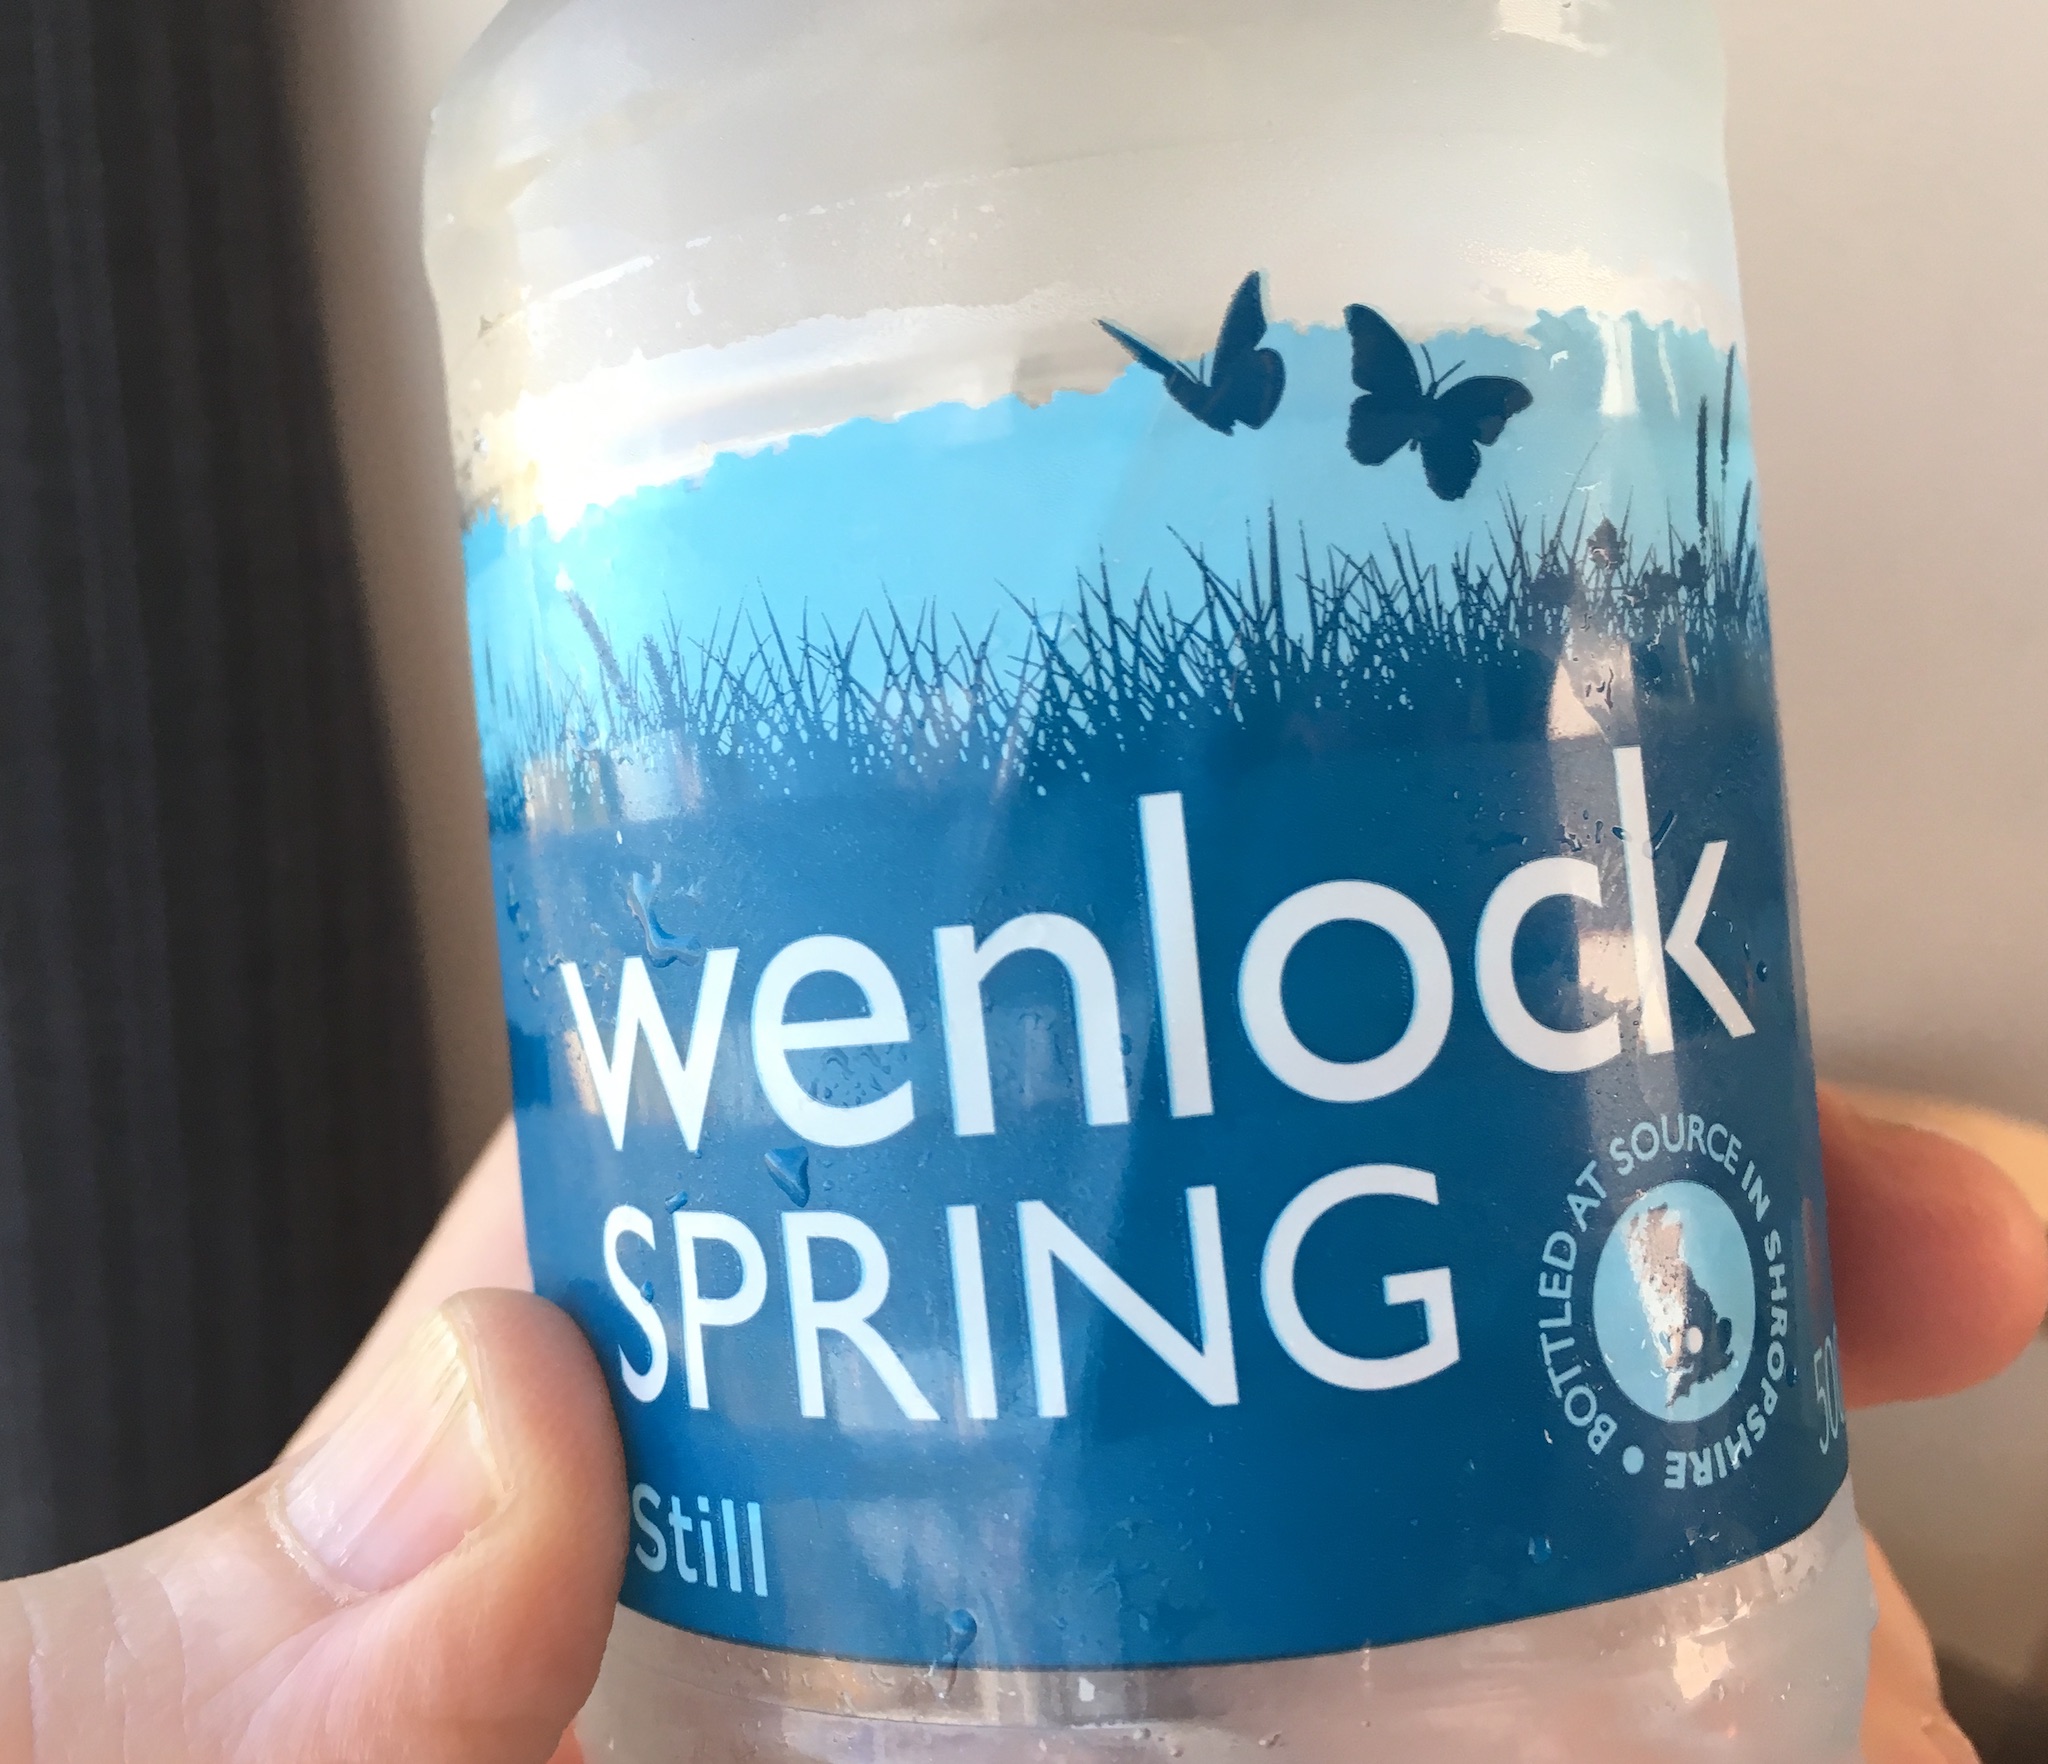 wenlock
SPRING
BOTTLED AT SOURCE IN SHROPSHIRE •
Still